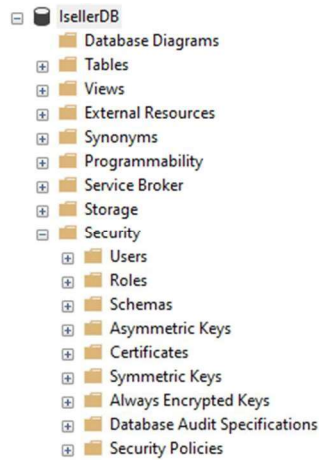 IsellerDB
Database Diagrams
Tables
Views
External Resources
Synonyms
Programmability
Service Broker
Storage
Security
Users
Roles
Schemas
Asymmetric Keys
Certificates
Symmetric Keys
Always Encrypted Keys
Database Audit Specifications
Security Policies